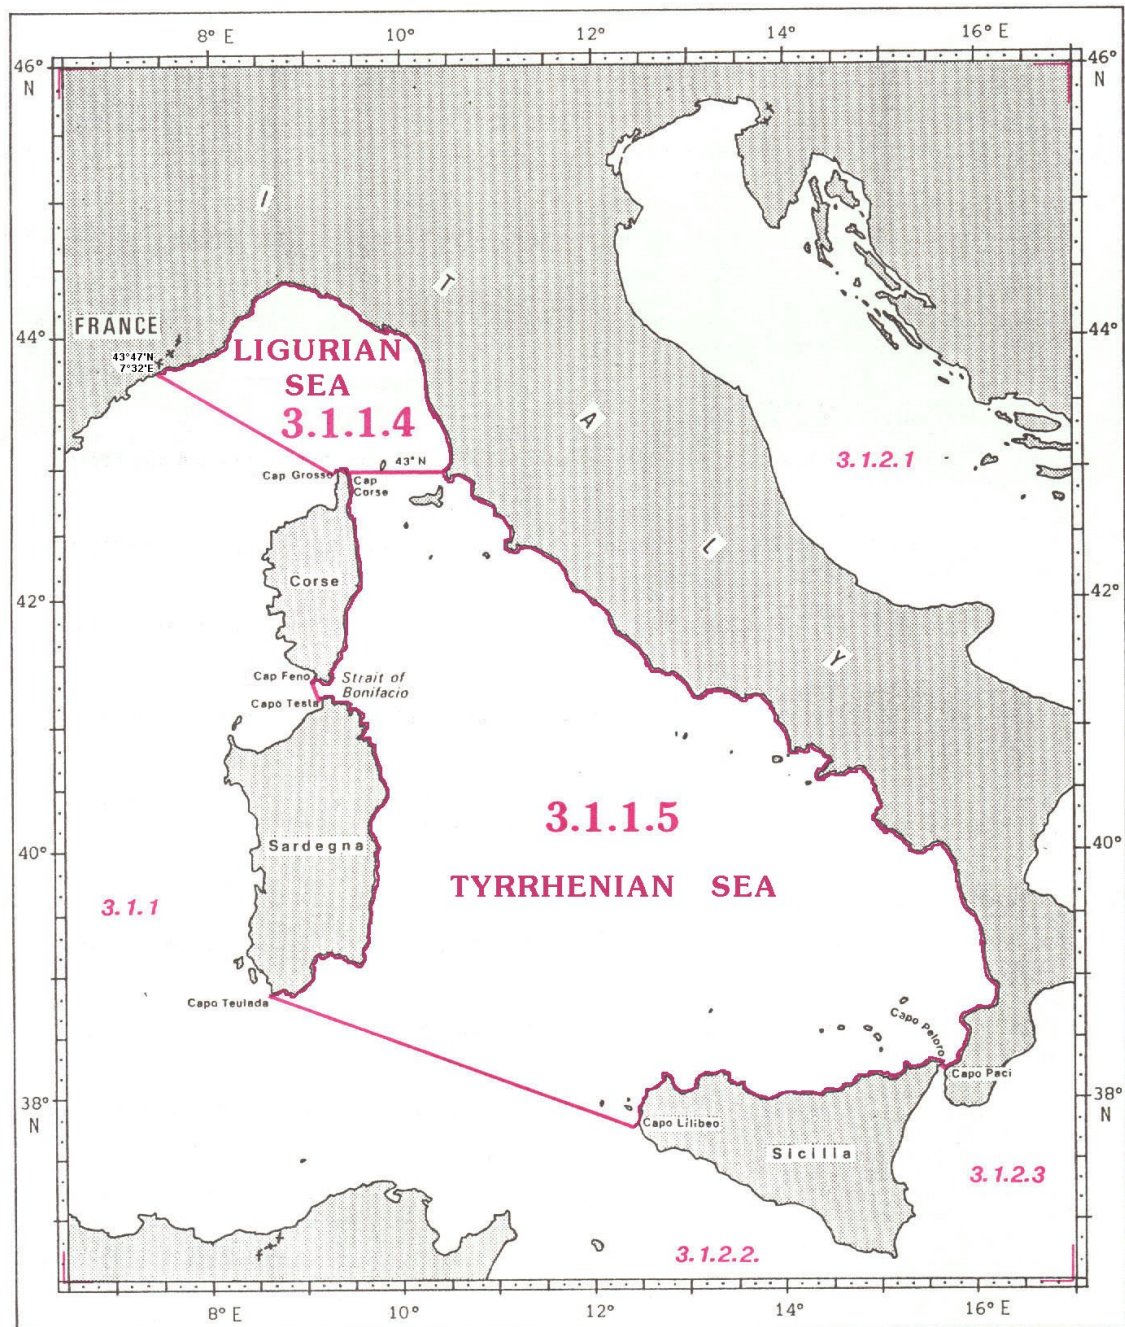 8° E 10° 12° 14° 16° E
46° 46°
N N
I
T
44° FRANCE 44°
43°47'N
7°32'E
LIGURIAN
SEA
3.1.1.4
A
43° N
3.1.2.1
Cap Grosso
Cap
Corse
L
Corse
42° 42°
Y
Cap Feno
Strait of
Bonifacio
Capo Testa
3.1.1.5
Sardegna
40° 40°
TYRRHENIAN SEA
3.1.1
Capo Teulada
Capo Peloro
Capo Paci
38° 38°
N N
Capo Lilibeo
Sicilia
3.1.2.3
3.1.2.2.
8° E 10° 12° 14° 16° E